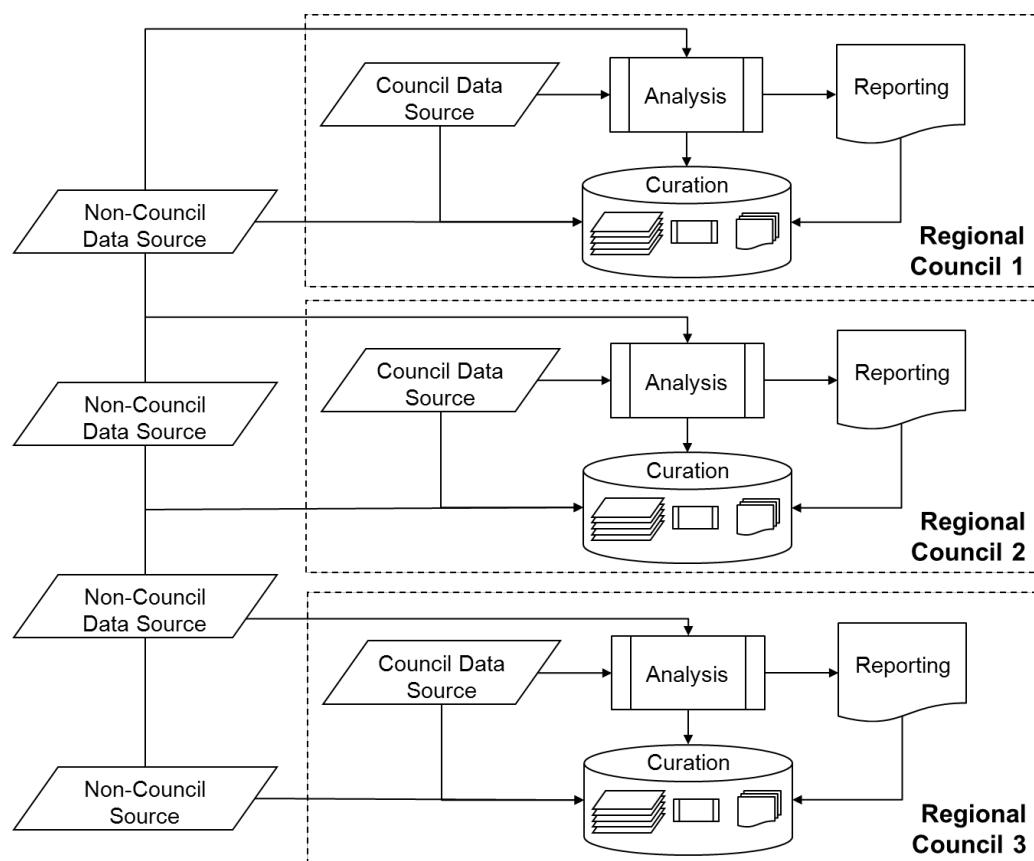 Council Data
Source
Analysis
Reporting
Curation
Non-Council
Data Source
Regional
Council 1
Council Data
Source
Analysis
Reporting
Non-Council
Data Source
Curation
Regional
Council 2
Non-Council
Data Source
Council Data
Source
Analysis
Reporting
Curation
Non-Council
Source
Regional
Council 3